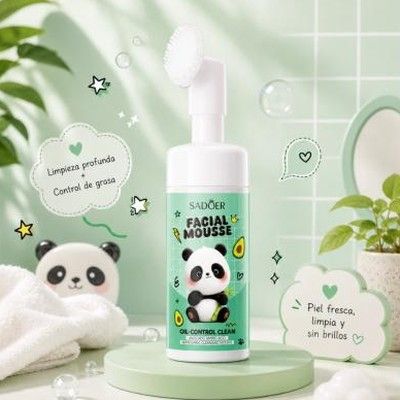 Limpieza profunda
+
Control de grasa
SADOER
FACIAL
MOUSSE
OIL-CONTROL CLEAN
Piel fresca,
limpia y
sin brillos